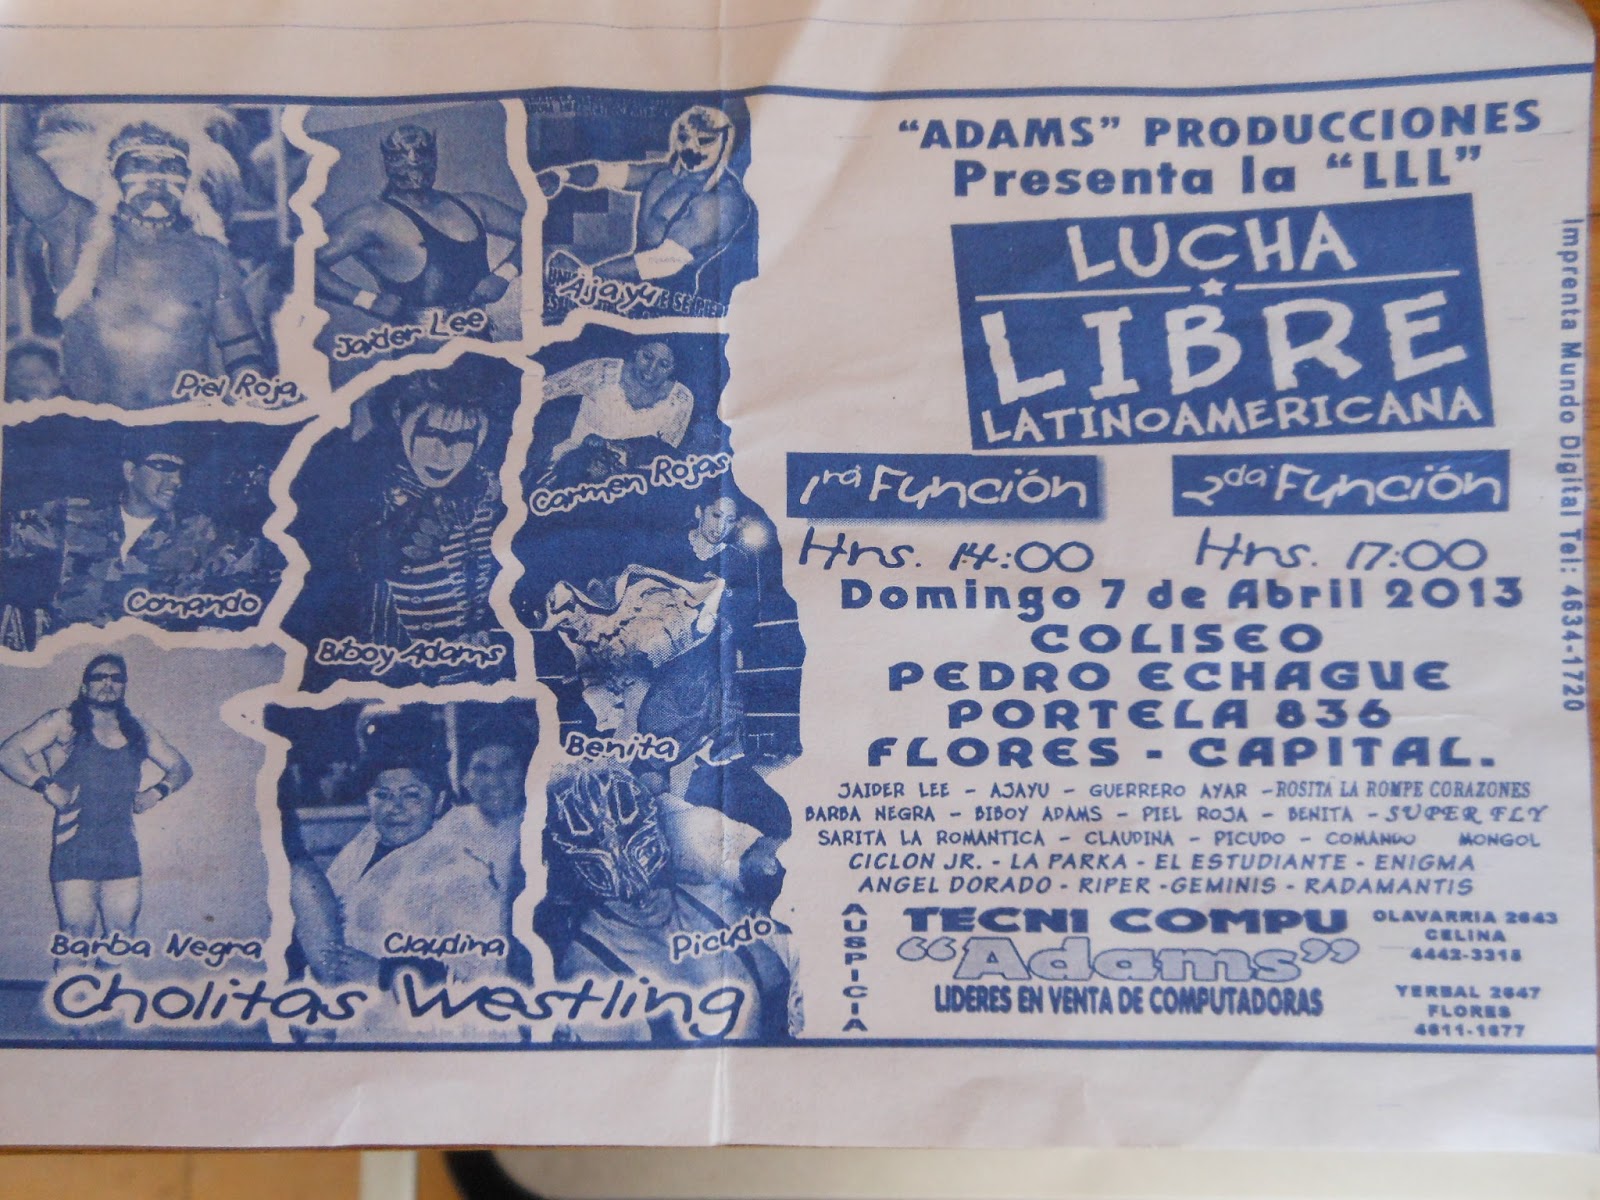 Piel Roja
Jaider Lee
Ajayu
Comando
Biboy Adams
Carmen Rojas
Benita
Barba Negra
Claudina
Picudo
Cholitas Westling
"ADAMS" PRODUCCIONES
Presenta la "LLL"
LUCHA
LIBRE
LATINOAMERICANA
1ra Función
Hrs. 14:00
2da Función
Hrs. 17:00
Domingo 7 de Abril 2013
COLISEO
PEDRO ECHAGUE
PORTELA 836
FLORES - CAPITAL.
JAIDER LEE - AJAYU - GUERRERO AYAR -ROSITA LA ROMPE CORAZONES
BARBA NEGRA - BIBOY ADAMS - PIEL ROJA - BENITA - SUPER FLY
SARITA LA ROMANTICA - CLAUDINA - PICUDO - COMANDO MONGOL
CICLON JR. - LA PARKA - EL ESTUDIANTE - ENIGMA
ANGEL DORADO - RIPER -GEMINIS - RADAMANTIS
AUSPICIA
TECNI COMPU
"Adams"
LIDERES EN VENTA DE COMPUTADORAS
OLAVARRIA 2643
CELINA
4442-3318
YERBAL 2647
FLORES
4611-1677
Imprenta Mundo Digital Tel: 4634-1720